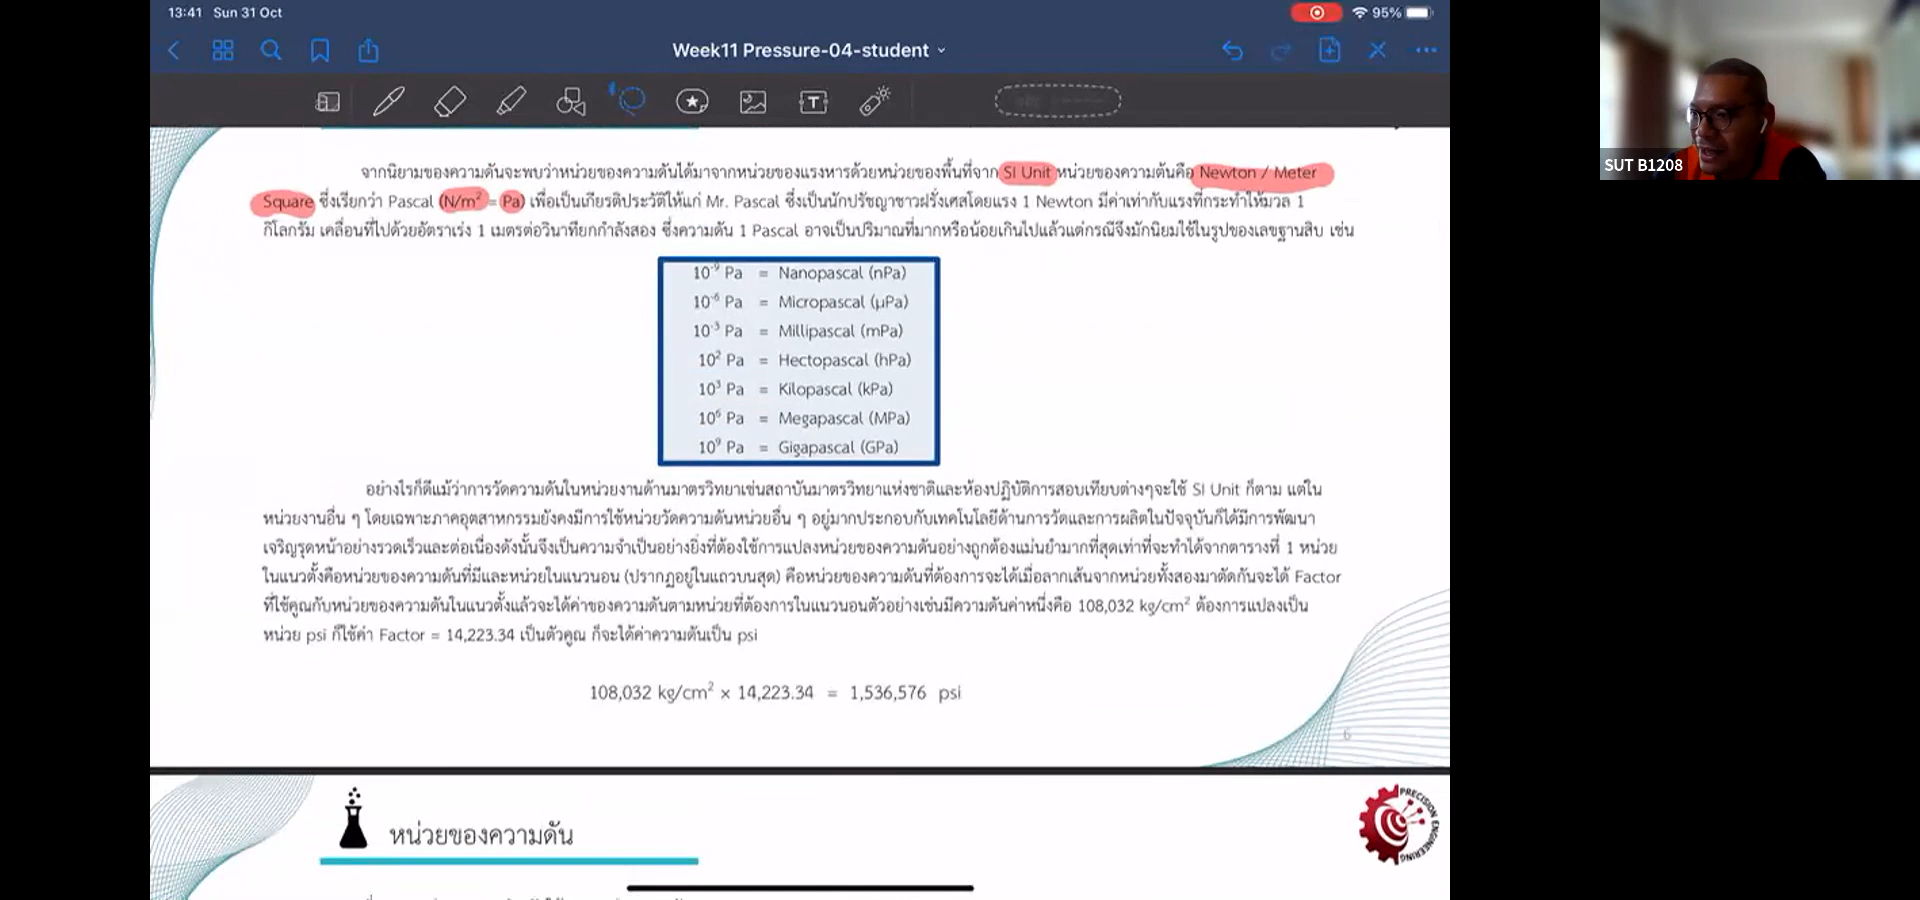 13:41 Sun 31 Oct
95%
Week11 Pressure-04-student
SUT B1208
จากนิยามของความดันจะพบว่าหน่วยของความดันได้มาจากหน่วยของแรงหารด้วยหน่วยของพื้นที่จาก SI Unit หน่วยของความดันคือ Newton / Meter
Square ซึ่งเรียกว่า Pascal (N/m² = Pa) เพื่อเป็นเกียรติประวัติให้แก่ Mr. Pascal ซึ่งเป็นนักปรัชญาชาวฝรั่งเศสโดยแรง 1 Newton มีค่าเท่ากับแรงที่กระทำให้มวล 1
กิโลกรัม เคลื่อนที่ไปด้วยอัตราเร่ง 1 เมตรต่อวินาทียกกำลังสอง ซึ่งความดัน 1 Pascal อาจเป็นปริมาณที่มากหรือน้อยเกินไปแล้วแต่กรณีจึงมักนิยมใช้ในรูปของเลขฐานสิบ เช่น
10⁻⁹ Pa = Nanopascal (nPa)
10⁻⁶ Pa = Micropascal (µPa)
10⁻³ Pa = Millipascal (mPa)
10² Pa = Hectopascal (hPa)
10³ Pa = Kilopascal (kPa)
10⁶ Pa = Megapascal (MPa)
10⁹ Pa = Gigapascal (GPa)
อย่างไรก็ดีแม้ว่าการวัดความดันในหน่วยงานด้านมาตรวิทยาเช่นสถาบันมาตรวิทยาแห่งชาติและห้องปฏิบัติการสอบเทียบต่างๆจะใช้ SI Unit ก็ตาม แต่ใน
หน่วยงานอื่น ๆ โดยเฉพาะภาคอุตสาหกรรมยังคงมีการใช้หน่วยวัดความดันหน่วยอื่น ๆ อยู่มากประกอบกับเทคโนโลยีด้านการวัดและการผลิตในปัจจุบันก็ได้มีการพัฒนา
เจริญรุดหน้าอย่างรวดเร็วและต่อเนื่องดังนั้นจึงเป็นความจำเป็นอย่างยิ่งที่ต้องใช้การแปลงหน่วยของความดันอย่างถูกต้องแม่นยำมากที่สุดเท่าที่จะทำได้จากตารางที่ 1 หน่วย
ในแนวตั้งคือหน่วยของความดันที่มีและหน่วยในแนวนอน (ปรากฏอยู่ในแถวบนสุด) คือหน่วยของความดันที่ต้องการจะได้เมื่อลากเส้นจากหน่วยทั้งสองมาตัดกันจะได้ Factor
ที่ใช้คูณกับหน่วยของความดันในแนวตั้งแล้วจะได้ค่าของความดันตามหน่วยที่ต้องการในแนวนอนตัวอย่างเช่นมีความดันค่าหนึ่งคือ 108,032 kg/cm² ต้องการแปลงเป็น
หน่วย psi ก็ใช้ค่า Factor = 14,223.34 เป็นตัวคูณ ก็จะได้ค่าความดันเป็น psi
108,032 kg/cm² × 14,223.34 = 1,536,576 psi
6
หน่วยของความดัน
PRECISION ENGINEERING